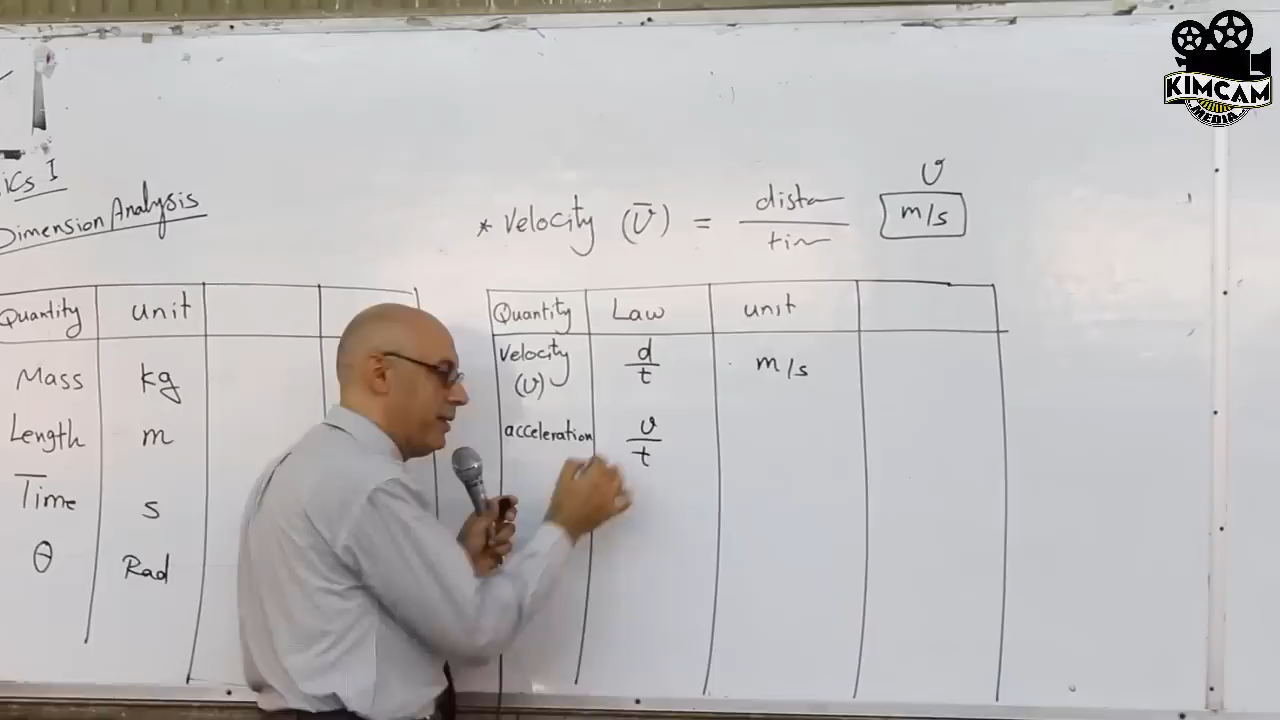 ics I
Dimension Analysis
* Velocity (v̄) = dista / tim
v
m/s
Quantity unit
Mass kg
Length m
Time s
θ Rad
Quantity Law unit
Velocity (v) d/t m/s
acceleration v/t
KIMCAM
MEDIA